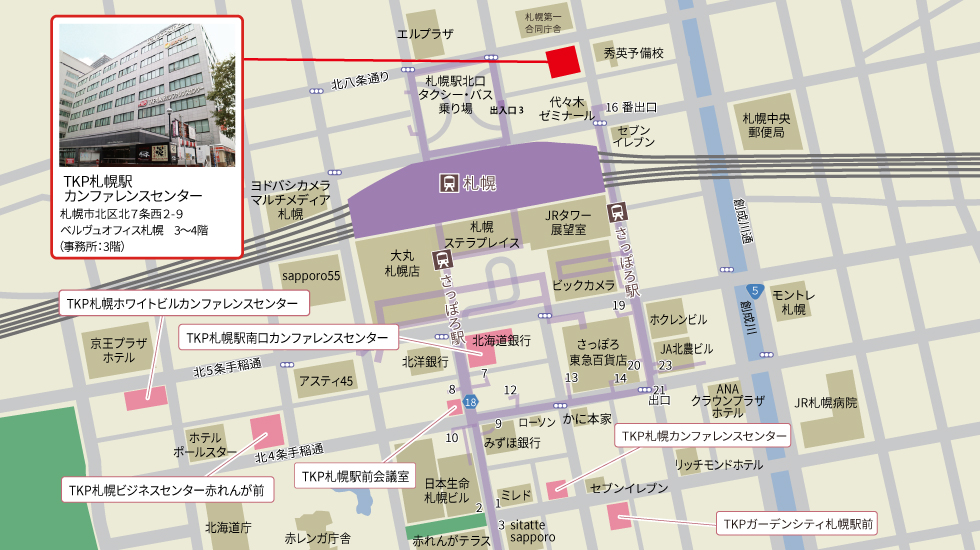 札幌第一
合同庁舎
エルプラザ
秀英予備校
北八条通り
札幌駅北口
タクシー・バス
乗り場
出入口3
代々木
ゼミナール
16 番出口
セブン
イレブン
札幌中央
郵便局
TKP札幌駅
カンファレンスセンター
札幌市北区北7条西2-9
ベルヴュオフィス札幌 3〜4階
(事務所:3階)
ヨドバシカメラ
マルチメディア
札幌
札幌
札幌
ステラプレイス
JRタワー
展望室
大丸
札幌店
さっぽろ駅
さっぽろ駅
創成川通
sapporo55
ビックカメラ
19
5
創成川
モントレ
札幌
TKP札幌ホワイトビルカンファレンスセンター
TKP札幌駅南口カンファレンスセンター
京王プラザ
ホテル
北海道銀行
さっぽろ
東急百貨店
ホクレンビル
JA北農ビル
北5条手稲通
北洋銀行
アスティ45
7
8
12
13
14
20
23
21
出口
18
ANA
クラウンプラザ
ホテル
JR札幌病院
9
10
ローソン
かに本家
みずほ銀行
TKP札幌カンファレンスセンター
ホテル
ポールスター
北4条手稲通
TKP札幌ビジネスセンター赤れんが前
TKP札幌駅前会議室
日本生命
札幌ビル
リッチモンドホテル
セブンイレブン
ミレド
1
2
3
sitatte
sapporo
TKPガーデンシティ札幌駅前
北海道庁
赤レンガ庁舎
赤れんがテラス